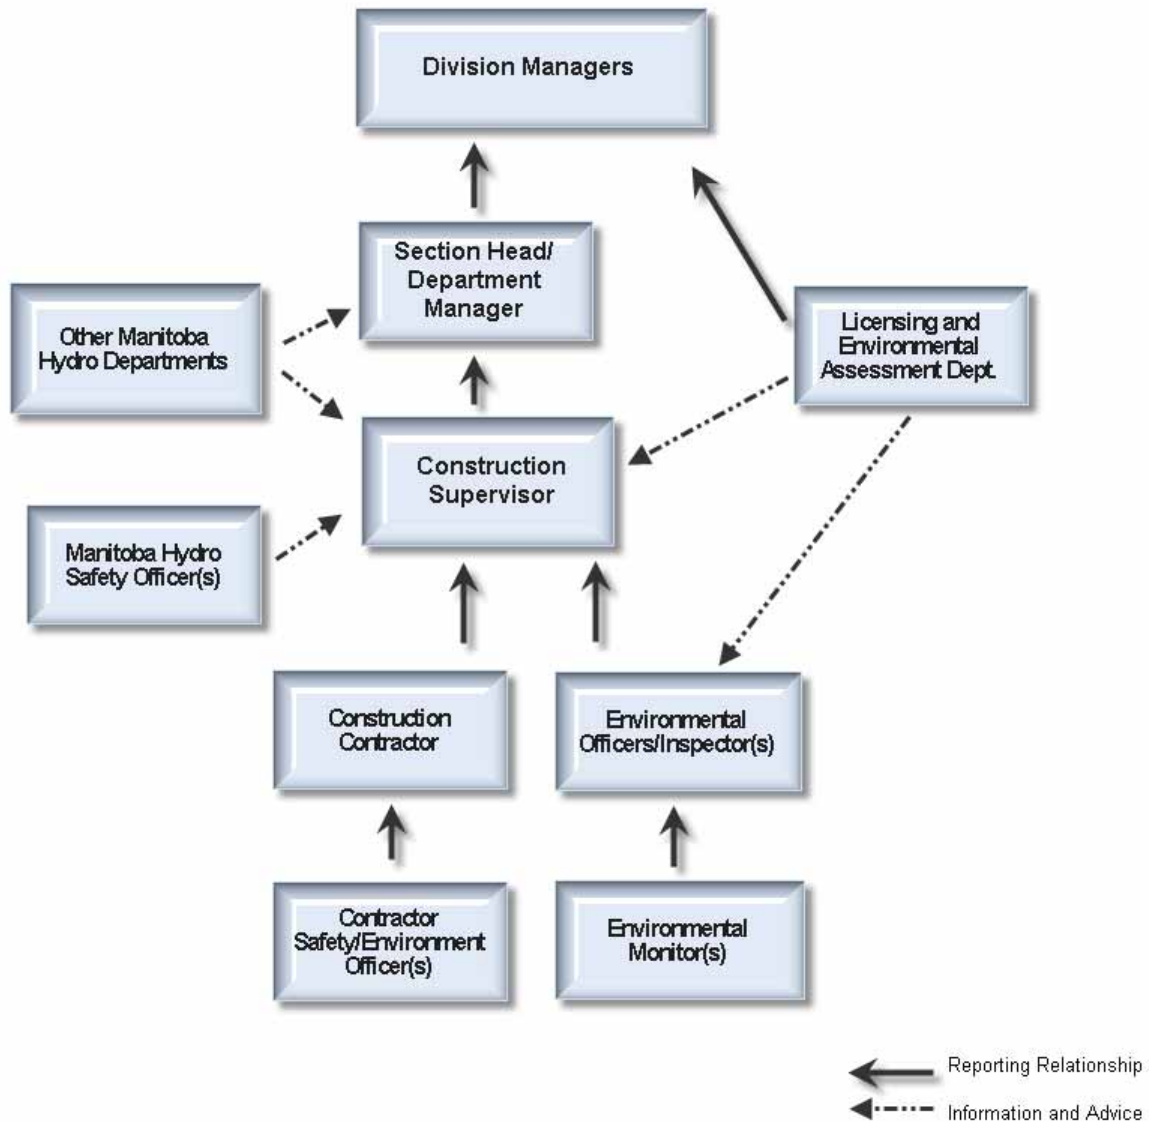 Division Managers
Section Head/
Department
Manager
Other Manitoba
Hydro Departments
Licensing and
Environmental
Assessment Dept.
Construction
Supervisor
Manitoba Hydro
Safety Officer(s)
Construction
Contractor
Environmental
Officers/Inspector(s)
Contractor
Safety/Environment
Officer(s)
Environmental
Monitor(s)
Reporting Relationship
Information and Advice